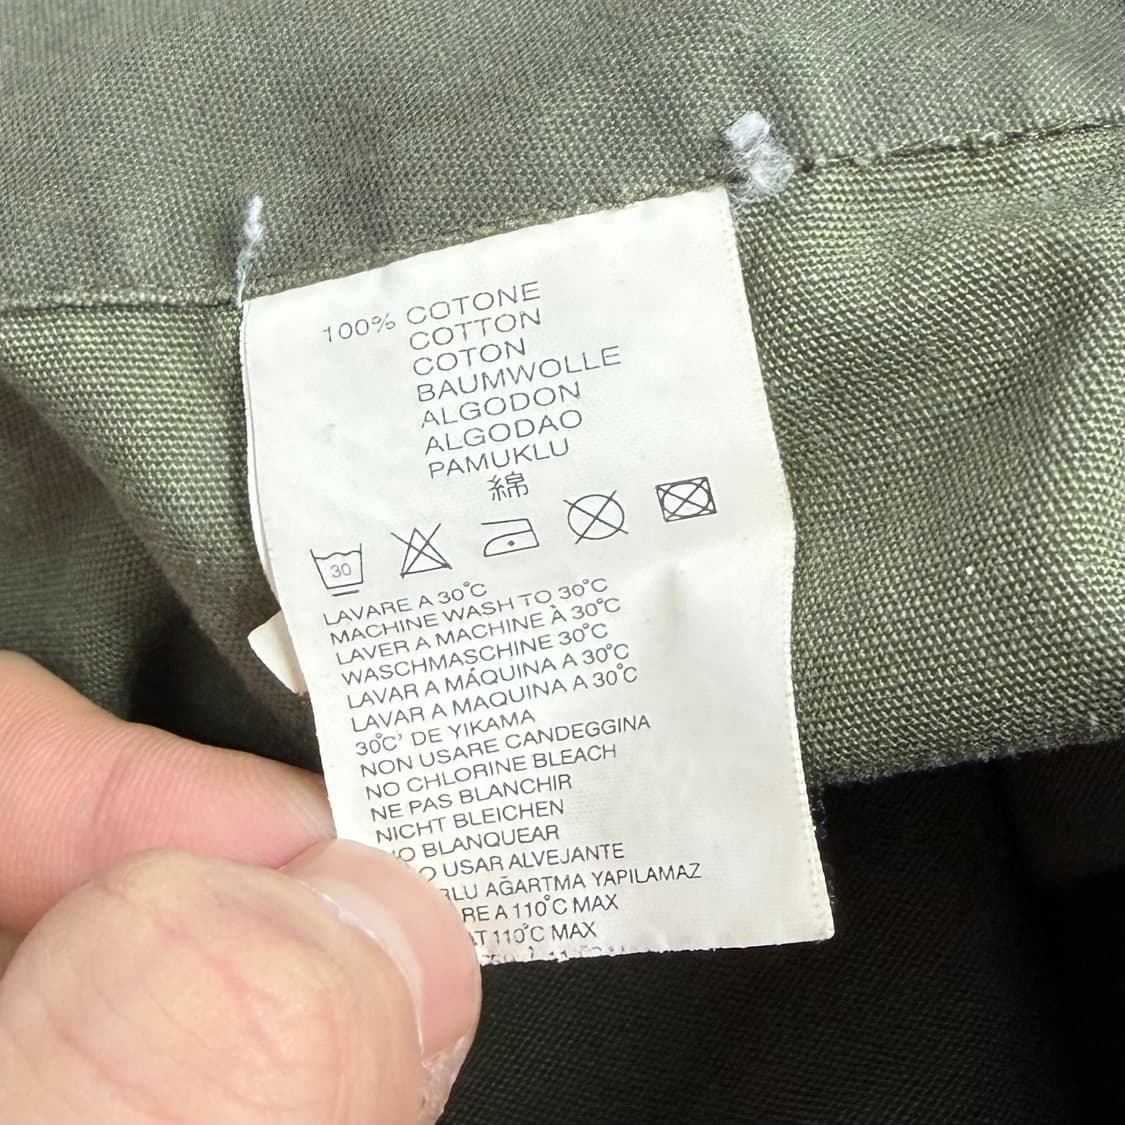 100% COTONE
COTTON
COTON
BAUMWOLLE
ALGODON
ALGODAO
PAMUKLU
綿
30
LAVARE A 30°C
MACHINE WASH TO 30°C
LAVER A MACHINE À 30°C
WASCHMASCHINE 30°C
LAVAR A MÁQUINA A 30°C
LAVAR A MAQUINA A 30°C
30°C' DE YIKAMA
NON USARE CANDEGGINA
NO CHLORINE BLEACH
NE PAS BLANCHIR
NICHT BLEICHEN
BLANQUEAR
USAR ALVEJANTE
AĞARTMA YAPILAMAZ
A 110°C MAX
110°C MAX